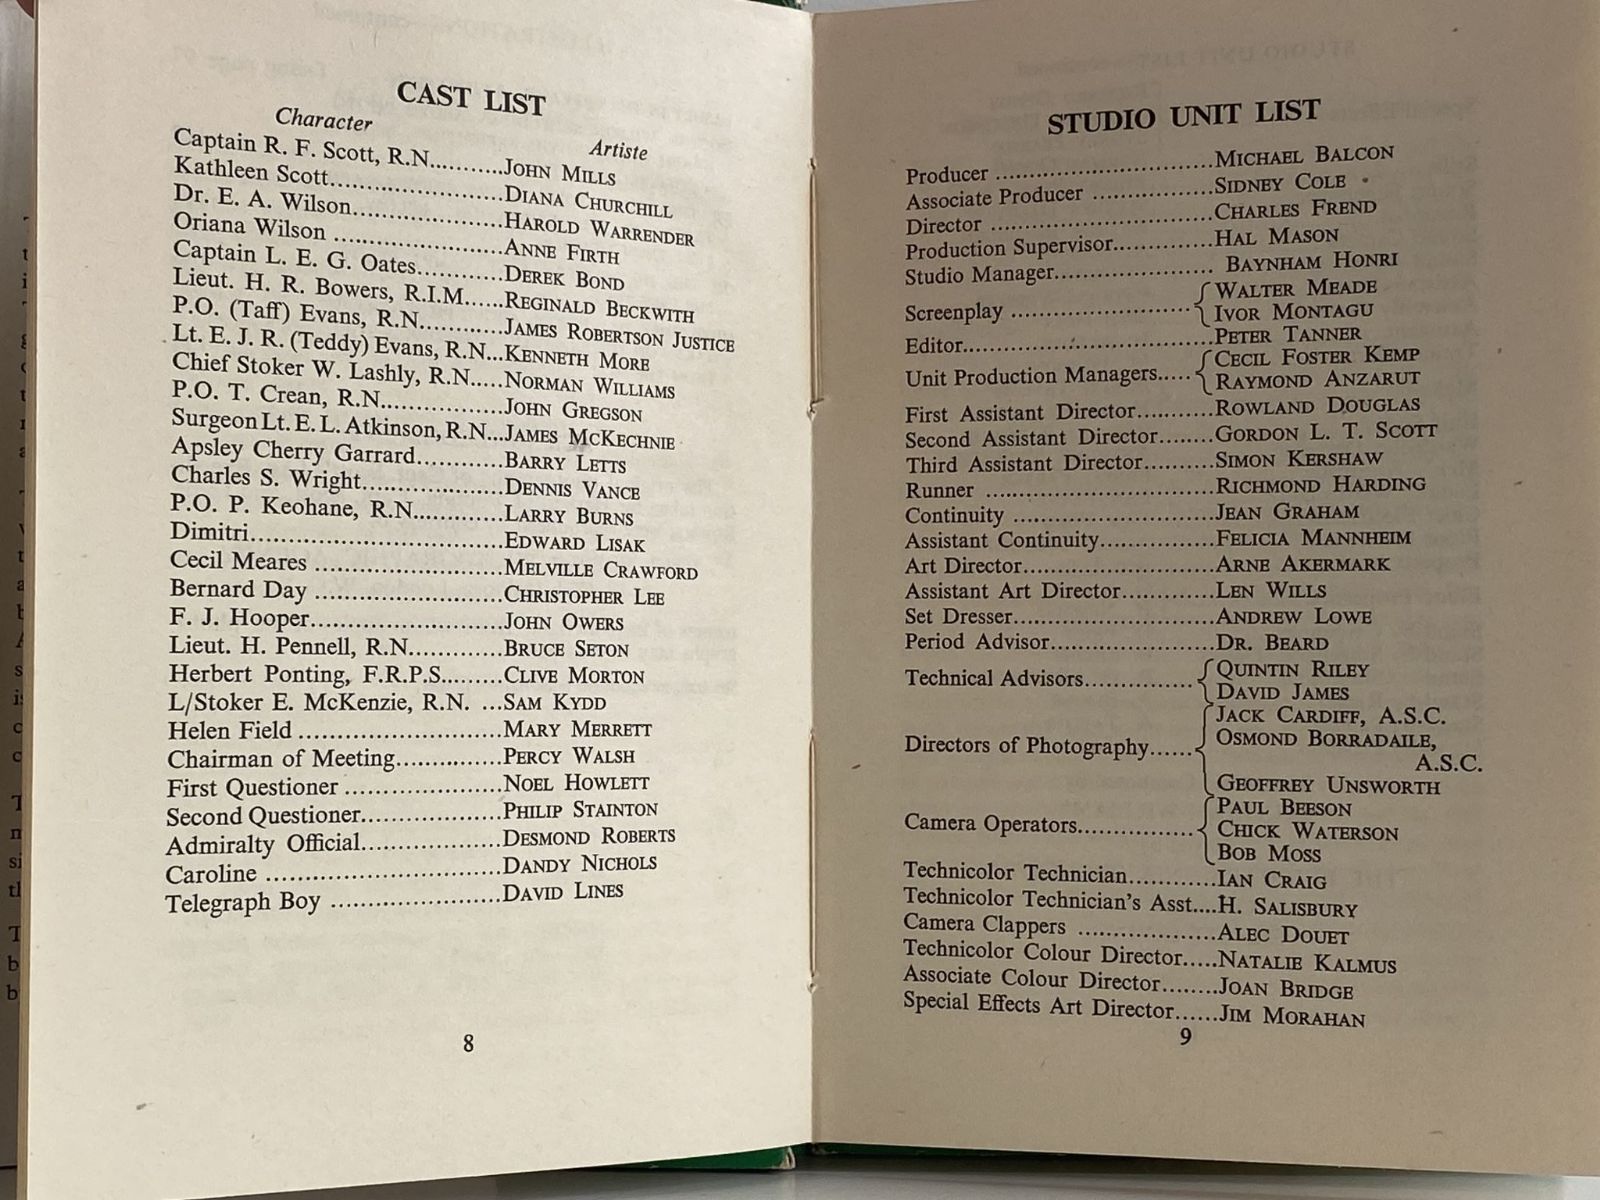 CAST LIST
Character
Artiste
Captain R. F. Scott, R.N..........JOHN MILLS
Kathleen Scott........................DIANA CHURCHILL
Dr. E. A. Wilson.....................HAROLD WARRENDER
Oriana Wilson ........................ANNE FIRTH
Captain L. E. G. Oates............DEREK BOND
Lieut. H. R. Bowers, R.I.M......REGINALD BECKWITH
P.O. (Taff) Evans, R.N............JAMES ROBERTSON JUSTICE
Lt. E. J. R. (Teddy) Evans, R.N...KENNETH MORE
Chief Stoker W. Lashly, R.N.....NORMAN WILLIAMS
P.O. T. Crean, R.N.................JOHN GREGSON
Surgeon Lt. E. L. Atkinson, R.N...JAMES MCKECHNIE
Apsley Cherry Garrard............BARRY LETTS
Charles S. Wright....................DENNIS VANCE
P.O. P. Keohane, R.N.............LARRY BURNS
Dimitri...................................EDWARD LISAK
Cecil Meares ..........................MELVILLE CRAWFORD
Bernard Day ..........................CHRISTOPHER LEE
F. J. Hooper...........................JOHN OWERS
Lieut. H. Pennell, R.N.............BRUCE SETON
Herbert Ponting, F.R.P.S.........CLIVE MORTON
L/Stoker E. McKenzie, R.N. ...SAM KYDD
Helen Field ............................MARY MERRETT
Chairman of Meeting...............PERCY WALSH
First Questioner ......................NOEL HOWLETT
Second Questioner....................PHILIP STAINTON
Admiralty Official....................DESMOND ROBERTS
Caroline .................................DANDY NICHOLS
Telegraph Boy ........................DAVID LINES
8
STUDIO UNIT LIST
Producer ...............................MICHAEL BALCON
Associate Producer .................SIDNEY COLE
Director ................................CHARLES FREND
Production Supervisor..............HAL MASON
Studio Manager...................... BAYNHAM HONRI
Screenplay ..........................{WALTER MEADE
IVOR MONTAGU
Editor....................................PETER TANNER
Unit Production Managers.....{CECIL FOSTER KEMP
RAYMOND ANZARUT
First Assistant Director...........ROWLAND DOUGLAS
Second Assistant Director........GORDON L. T. SCOTT
Third Assistant Director..........SIMON KERSHAW
Runner .................................RICHMOND HARDING
Continuity .............................JEAN GRAHAM
Assistant Continuity................FELICIA MANNHEIM
Art Director...........................ARNE AKERMARK
Assistant Art Director.............LEN WILLS
Set Dresser............................ANDREW LOWE
Period Advisor.......................DR. BEARD
Technical Advisors...............{QUINTIN RILEY
DAVID JAMES
Directors of Photography......{JACK CARDIFF, A.S.C.
OSMOND BORRADAILE,
A.S.C.
GEOFFREY UNSWORTH
Camera Operators................{PAUL BEESON
CHICK WATERSON
BOB MOSS
Technicolor Technician............IAN CRAIG
Technicolor Technician's Asst....H. SALISBURY
Camera Clappers ...................ALEC DOUET
Technicolor Colour Director.....NATALIE KALMUS
Associate Colour Director........JOAN BRIDGE
Special Effects Art Director......JIM MORAHAN
9